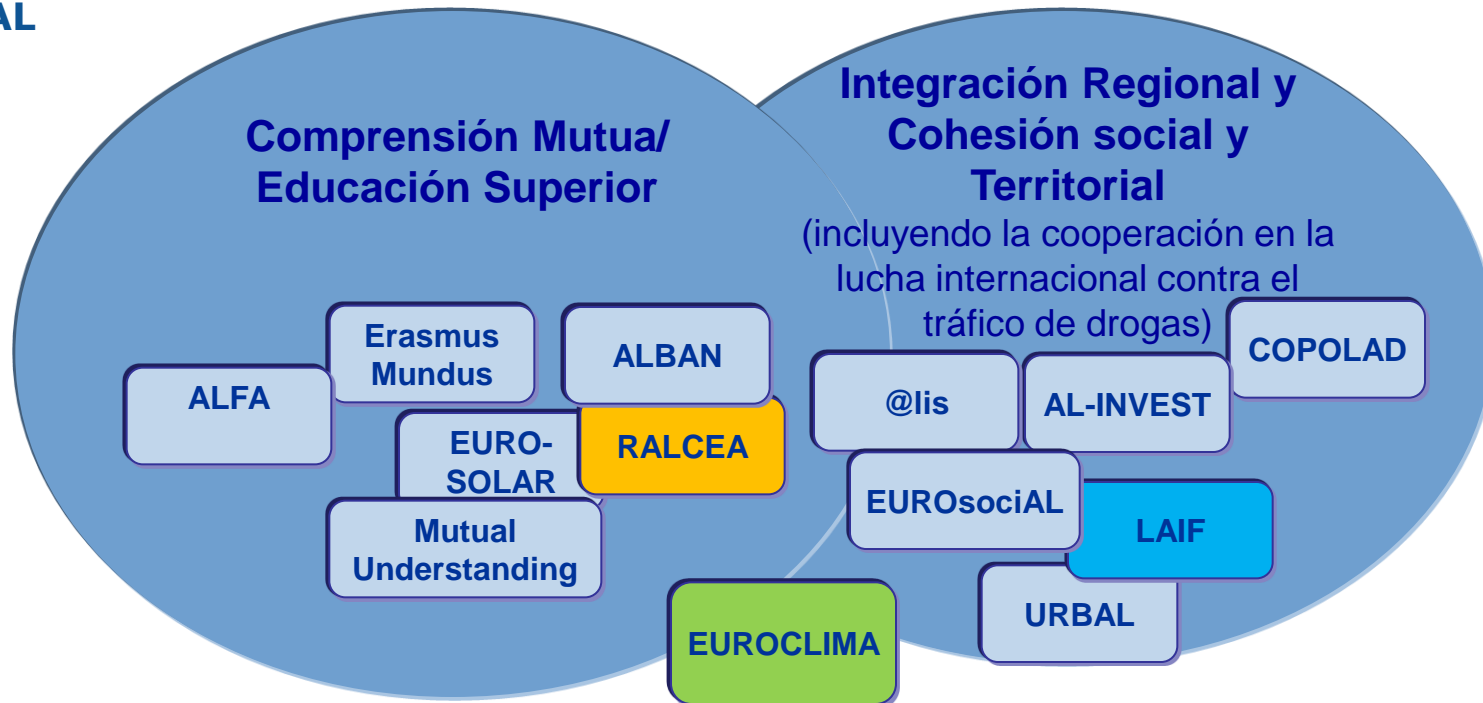 AL
Comprensión Mutua/
Educación Superior
Integración Regional y
Cohesión social y
Territorial
(incluyendo la cooperación en la
lucha internacional contra el
tráfico de drogas)
ALFA
Erasmus
Mundus
ALBAN
EURO-
SOLAR
RALCEA
Mutual
Understanding
@lis
AL-INVEST
COPOLAD
EUROsociAL
LAIF
URBAL
EUROCLIMA